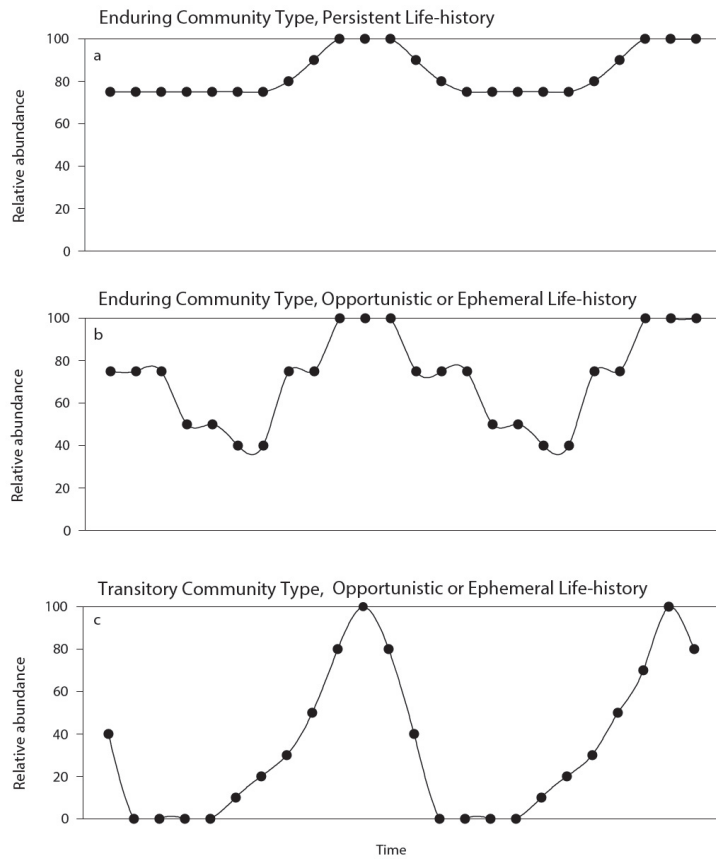 Enduring Community Type, Persistent Life-history
a
100
80
60
40
20
0
Relative abundance
Enduring Community Type, Opportunistic or Ephemeral Life-history
b
100
80
60
40
20
0
Relative abundance
Transitory Community Type, Opportunistic or Ephemeral Life-history
c
100
80
60
40
20
0
Relative abundance
Time